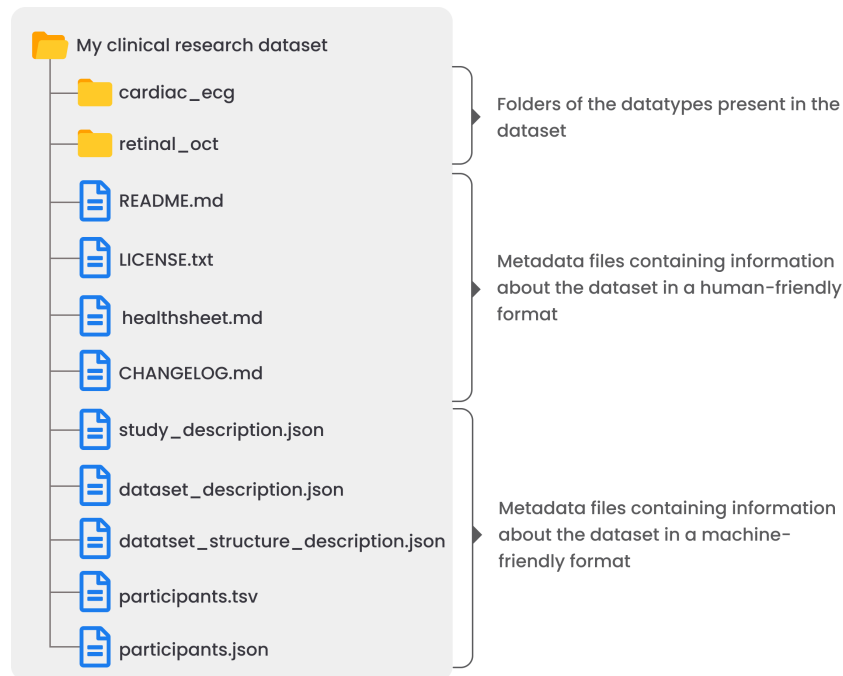 My clinical research dataset
cardiac_ecg
retinal_oct
README.md
LICENSE.txt
healthsheet.md
CHANGELOG.md
study_description.json
dataset_description.json
datatset_structure_description.json
participants.tsv
participants.json
Folders of the datatypes present in the
dataset
Metadata files containing information
about the dataset in a human-friendly
format
Metadata files containing information
about the dataset in a machine-
friendly format